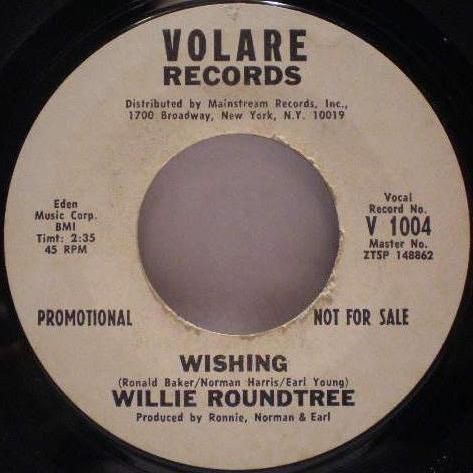 VOLARE
RECORDS
Distributed by Mainstream Records, Inc.,
1700 Broadway, New York, N.Y. 10019
Eden
Music Corp.
BMI
Timt: 2:35
45 RPM
Vocal
Record No.
V 1004
Master No.
ZTSP 148862
PROMOTIONAL
NOT FOR SALE
WISHING
(Ronald Baker/Norman Harris/Earl Young)
WILLIE ROUNDTREE
Produced by Ronnie, Norman & Earl